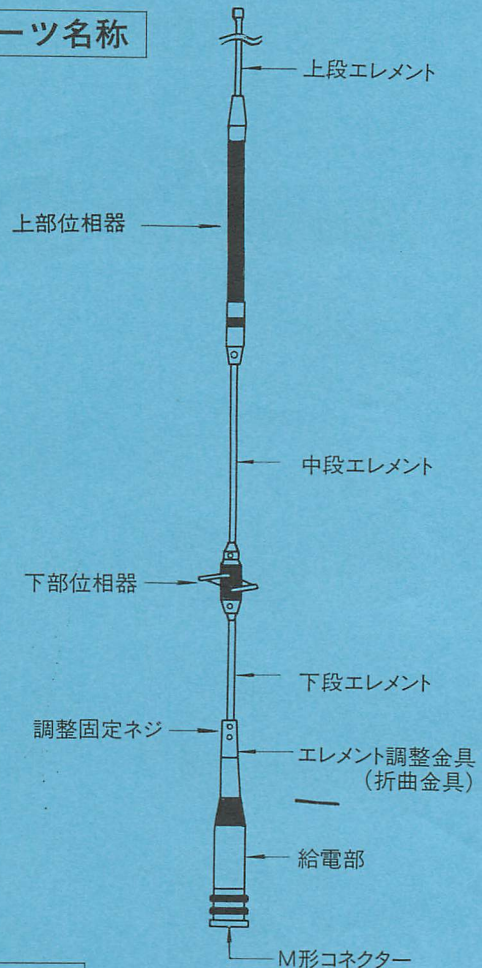 ーツ名称
上段エレメント
上部位相器
中段エレメント
下部位相器
下段エレメント
調整固定ネジ
エレメント調整金具
(折曲金具)
給電部
M形コネクター